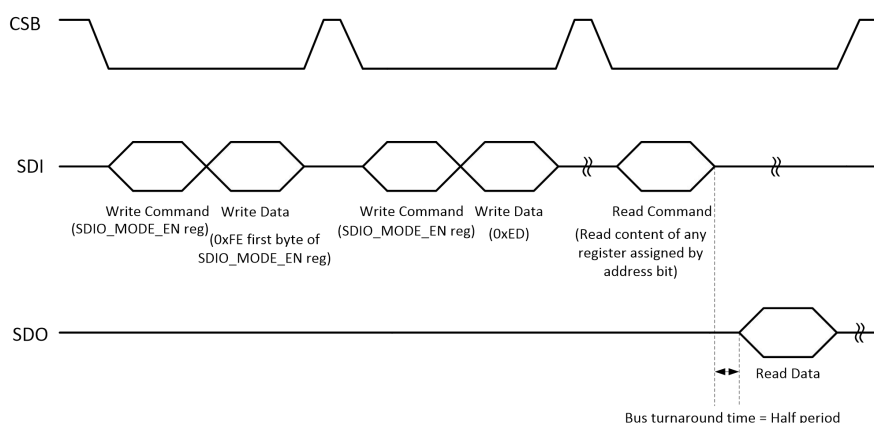 CSB
SDI
Write Command
(SDIO_MODE_EN reg)
Write Data
(0xFE first byte of
SDIO_MODE_EN reg)
Write Command
(SDIO_MODE_EN reg)
Write Data
(0xED)
Read Command
(Read content of any
register assigned by
address bit)
SDO
Read Data
Bus turnaround time = Half period